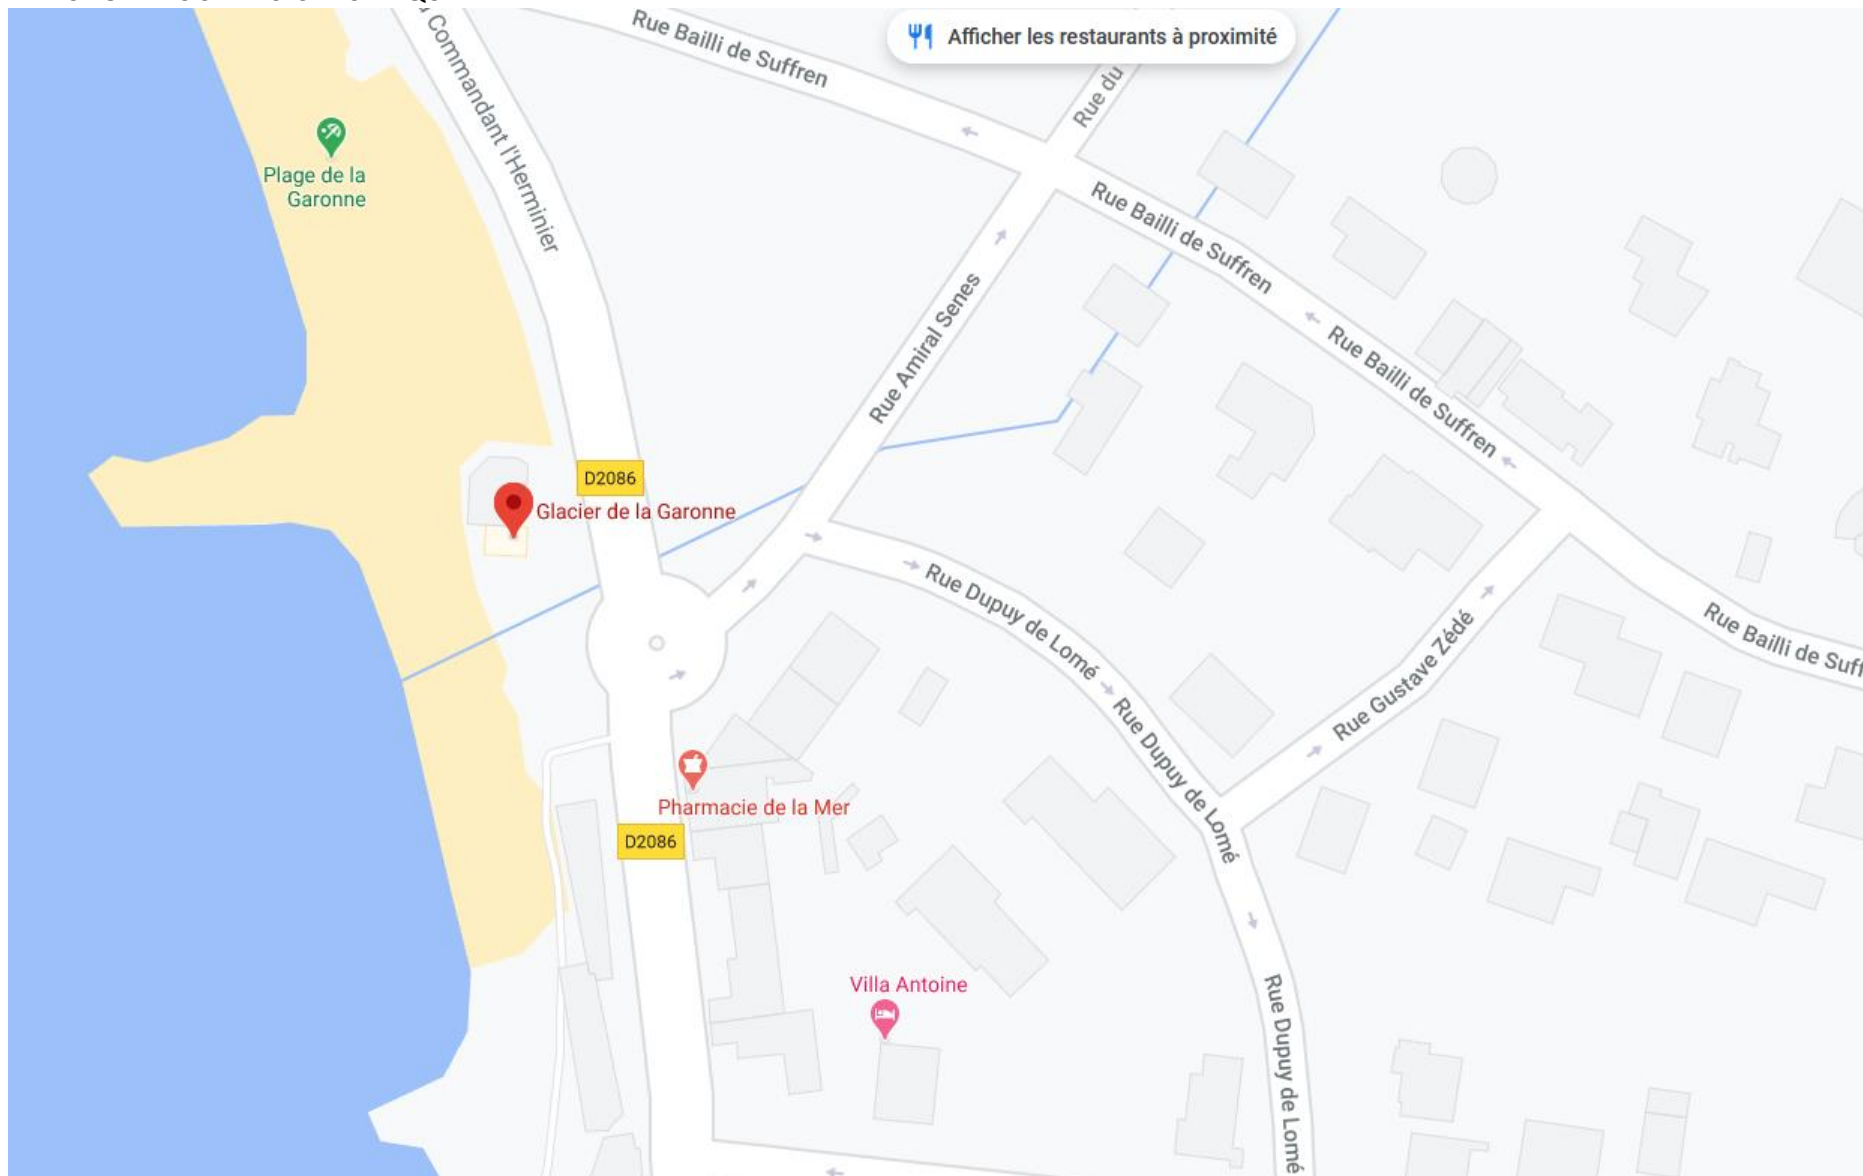 Commandant l'Herminier
Rue Bailli de Suffren
Afficher les restaurants à proximité
Rue du
Plage de la
Garonne
Rue Bailli de Suffren
Rue Amiral Senes
Rue Bailli de Suffren
D2086
Glacier de la Garonne
Rue Dupuy de Lomé
Rue Gustave Zédé
Rue Bailli de Suff
Rue Dupuy de Lomé
Pharmacie de la Mer
D2086
Villa Antoine
Rue Dupuy de Lomé